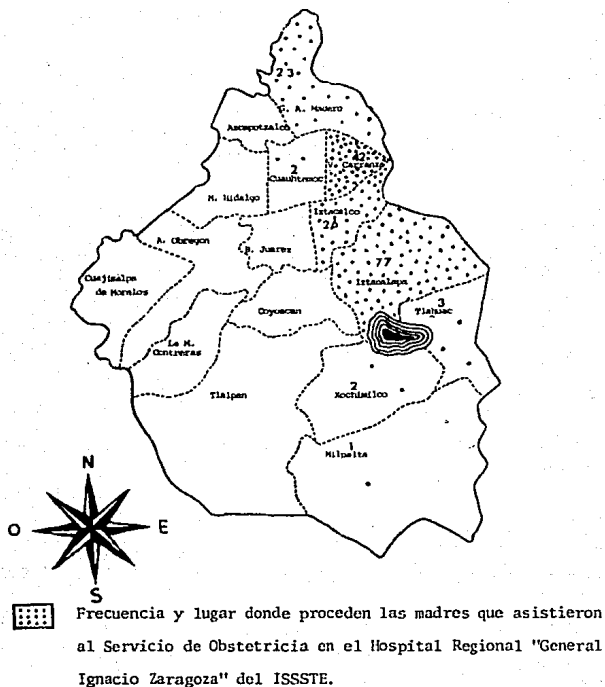 23
G. A. Madero
Azcapotzalco
42
V. Carranza
2
Cuauhtemoc
M. Hidalgo
Iztacalco
A. Obregon
B. Juarez
77
Iztacalapa
Cuajimalpa
de Morelos
3
Tlahuac
Coyoacan
La M.
Contreras
2
Xochimilco
Tlalpan
1
Milpalta
N
O
E
S
Frecuencia y lugar donde proceden las madres que asistieron
al Servicio de Obstetricia en el Hospital Regional "General
Ignacio Zaragoza" del ISSSTE.